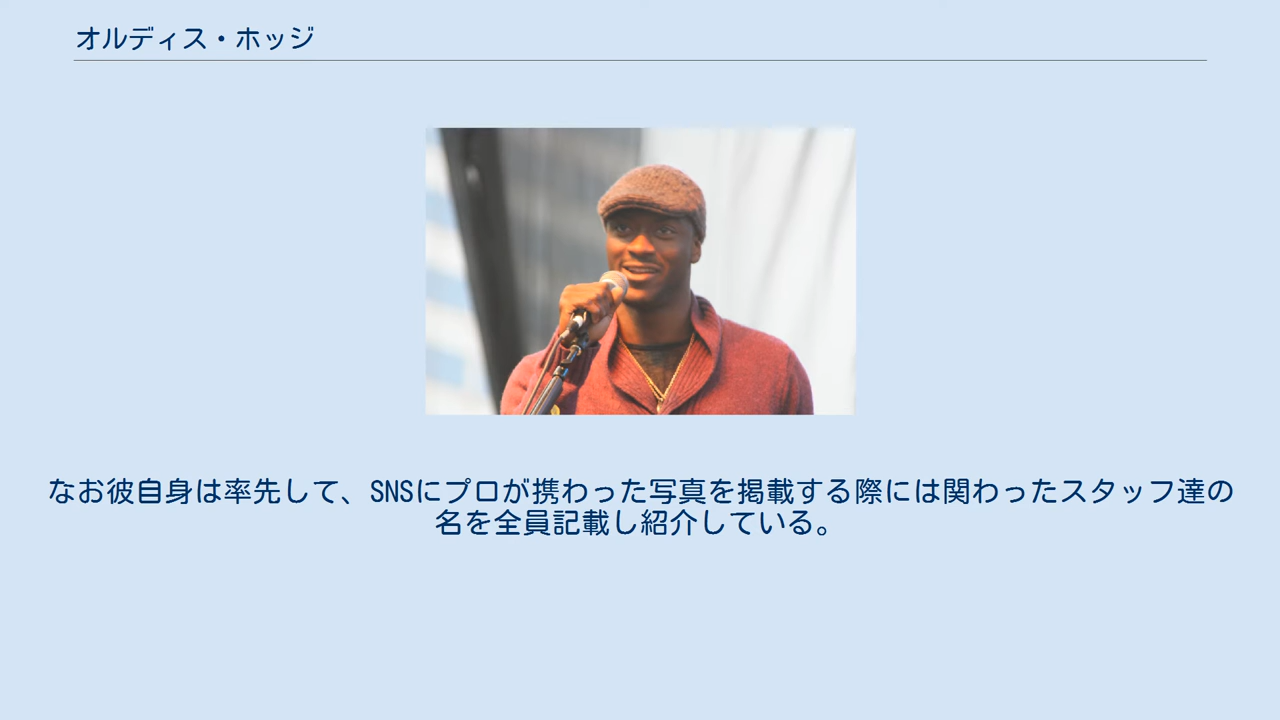 オルディス・ホッジ
なお彼自身は率先して、SNSにプロが携わった写真を掲載する際には関わったスタッフ達の
名を全員記載し紹介している。